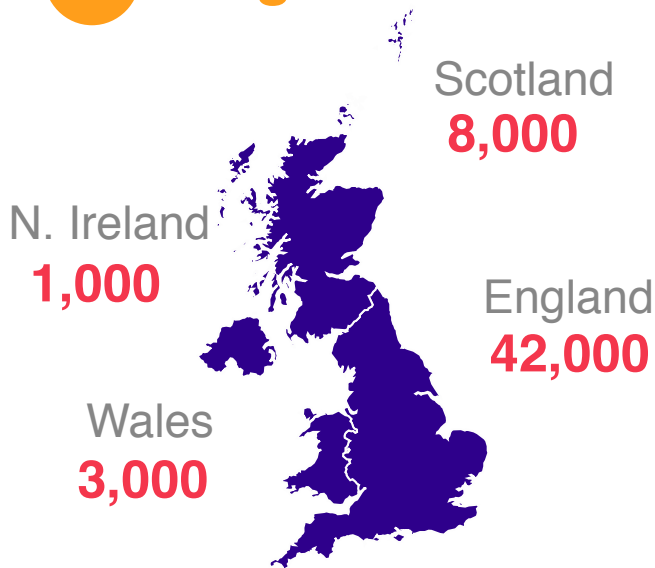 Scotland
8,000
N. Ireland
1,000
England
42,000
Wales
3,000